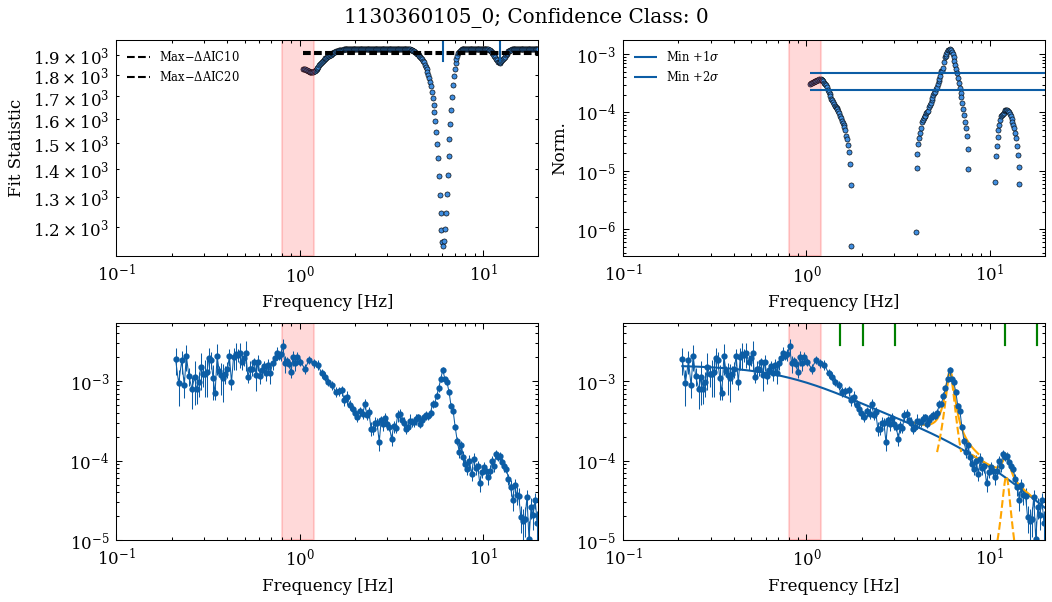 1130360105_0; Confidence Class: 0
Fit Statistic
1.9 × 10³
1.8 × 10³
1.7 × 10³
1.6 × 10³
1.5 × 10³
1.4 × 10³
1.3 × 10³
1.2 × 10³
Max−ΔAIC10
Max−ΔAIC20
10⁻¹ 10⁰ 10¹
Frequency [Hz]
Norm.
10⁻³
10⁻⁴
10⁻⁵
10⁻⁶
Min +1σ
Min +2σ
10⁻¹ 10⁰ 10¹
Frequency [Hz]
10⁻³
10⁻⁴
10⁻⁵
10⁻¹ 10⁰ 10¹
Frequency [Hz]
10⁻³
10⁻⁴
10⁻⁵
10⁻¹ 10⁰ 10¹
Frequency [Hz]